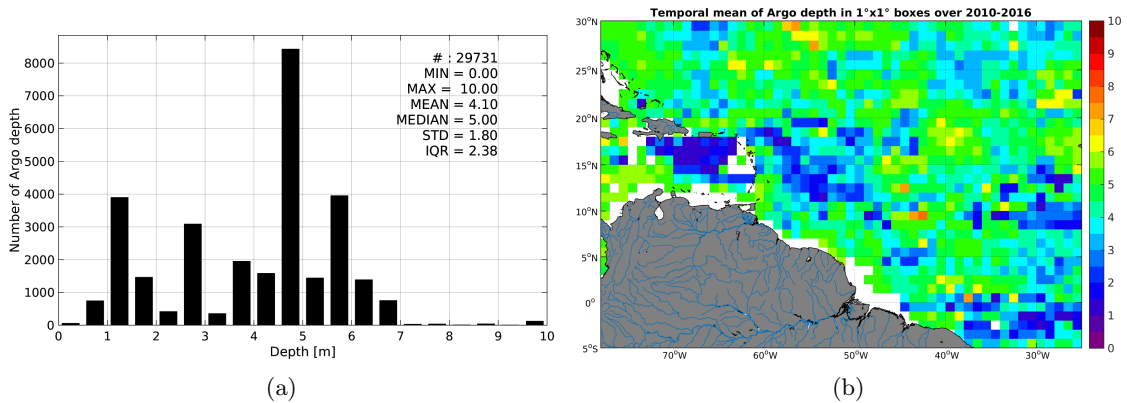 # : 29731
MIN = 0.00
MAX = 10.00
MEAN = 4.10
MEDIAN = 5.00
STD = 1.80
IQR = 2.38
Number of Argo depth
8000
7000
6000
5000
4000
3000
2000
1000
0
0 1 2 3 4 5 6 7 8 9 10
Depth [m]
(a)
Temporal mean of Argo depth in 1°x1° boxes over 2010-2016
30°N
25°N
20°N
15°N
10°N
5°N
0°
5°S
70°W 60°W 50°W 40°W 30°W
10
9
8
7
6
5
4
3
2
1
0
(b)